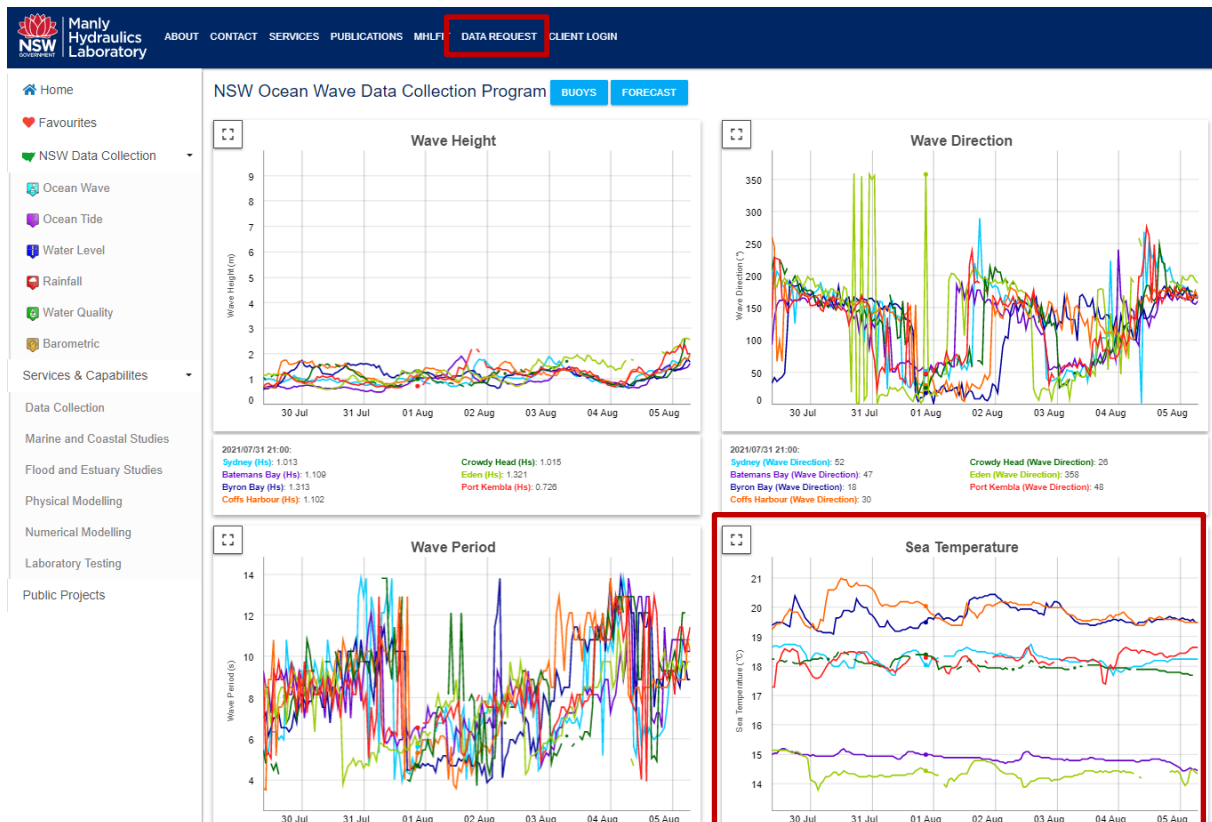 NSW
GOVERNMENT
Manly
Hydraulics
Laboratory
ABOUT CONTACT SERVICES PUBLICATIONS MHLFI DATA REQUEST CLIENT LOGIN
Home
Favourites
NSW Data Collection
Ocean Wave
Ocean Tide
Water Level
Rainfall
Water Quality
Barometric
Services & Capabilites
Data Collection
Marine and Coastal Studies
Flood and Estuary Studies
Physical Modelling
Numerical Modelling
Laboratory Testing
Public Projects
NSW Ocean Wave Data Collection Program BUOYS FORECAST
Wave Height
9
8
7
6
5
4
3
2
1
0
Wave Height (m)
30 Jul 31 Jul 01 Aug 02 Aug 03 Aug 04 Aug 05 Aug
2021/07/31 21:00:
Sydney (Hs): 1.013
Batemans Bay (Hs): 1.109
Byron Bay (Hs): 1.313
Coffs Harbour (Hs): 1.102
Crowdy Head (Hs): 1.015
Eden (Hs): 1.321
Port Kembla (Hs): 0.726
Wave Direction
350
300
250
200
150
100
50
0
Wave Direction (°)
30 Jul 31 Jul 01 Aug 02 Aug 03 Aug 04 Aug 05 Aug
2021/07/31 21:00:
Sydney (Wave Direction): 52
Batemans Bay (Wave Direction): 47
Byron Bay (Wave Direction): 18
Coffs Harbour (Wave Direction): 30
Crowdy Head (Wave Direction): 26
Eden (Wave Direction): 358
Port Kembla (Wave Direction): 48
Wave Period
14
12
10
8
6
4
Wave Period (s)
30 Jul 31 Jul 01 Aug 02 Aug 03 Aug 04 Aug 05 Aug
Sea Temperature
21
20
19
18
17
16
15
14
Sea Temperature (°C)
30 Jul 31 Jul 01 Aug 02 Aug 03 Aug 04 Aug 05 Aug